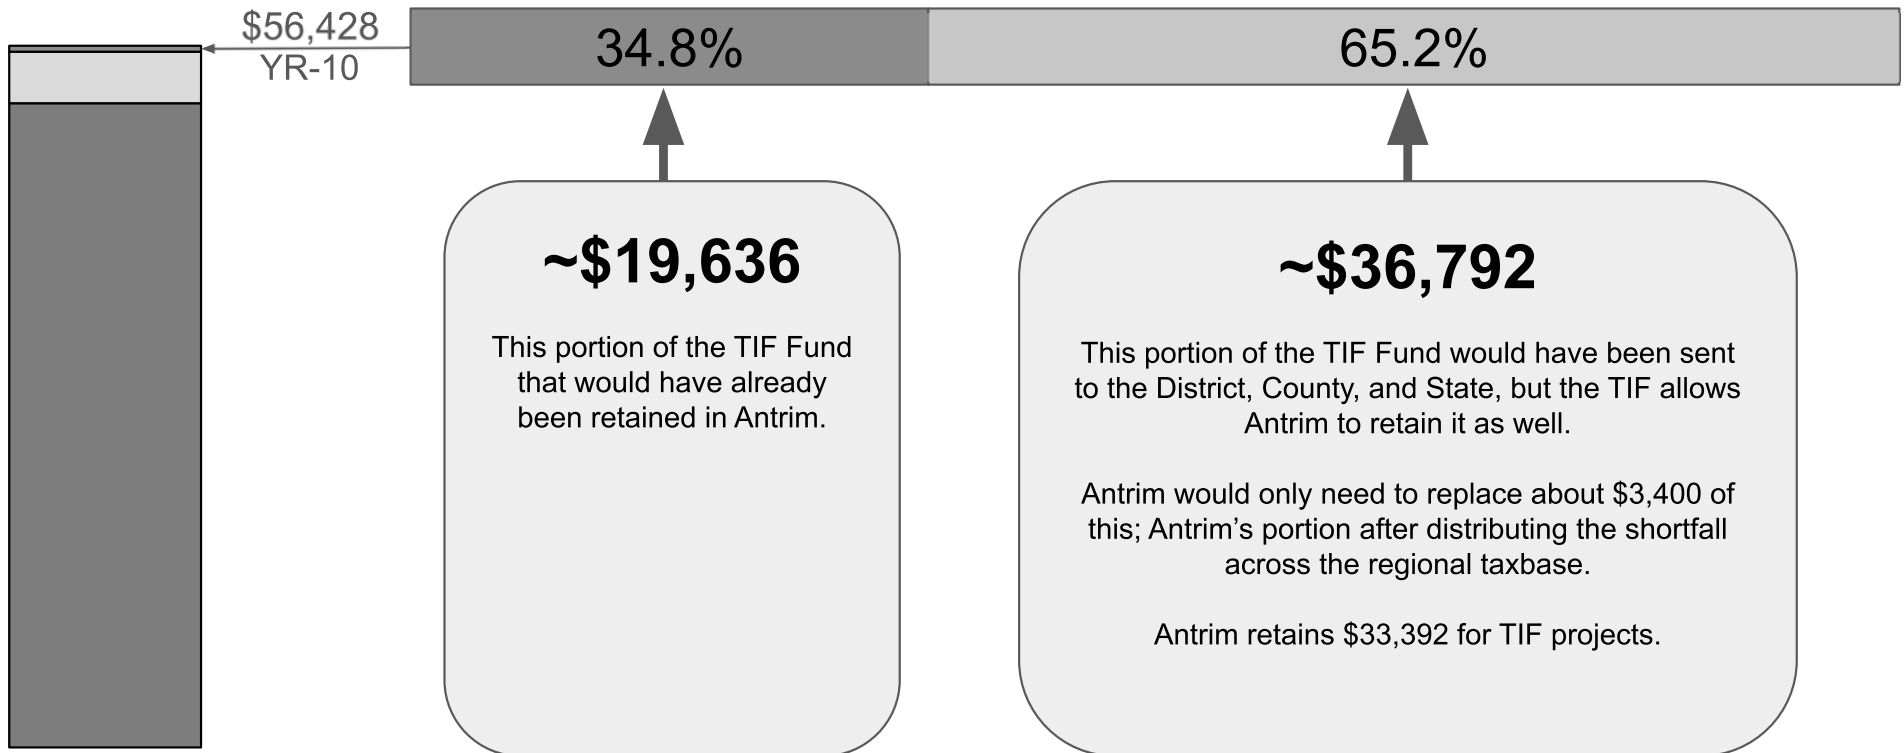 $56,428
YR-10
34.8%
65.2%
~$19,636
This portion of the TIF Fund
that would have already
been retained in Antrim.
~$36,792
This portion of the TIF Fund would have been sent
to the District, County, and State, but the TIF allows
Antrim to retain it as well.
Antrim would only need to replace about $3,400 of
this; Antrim’s portion after distributing the shortfall
across the regional taxbase.
Antrim retains $33,392 for TIF projects.